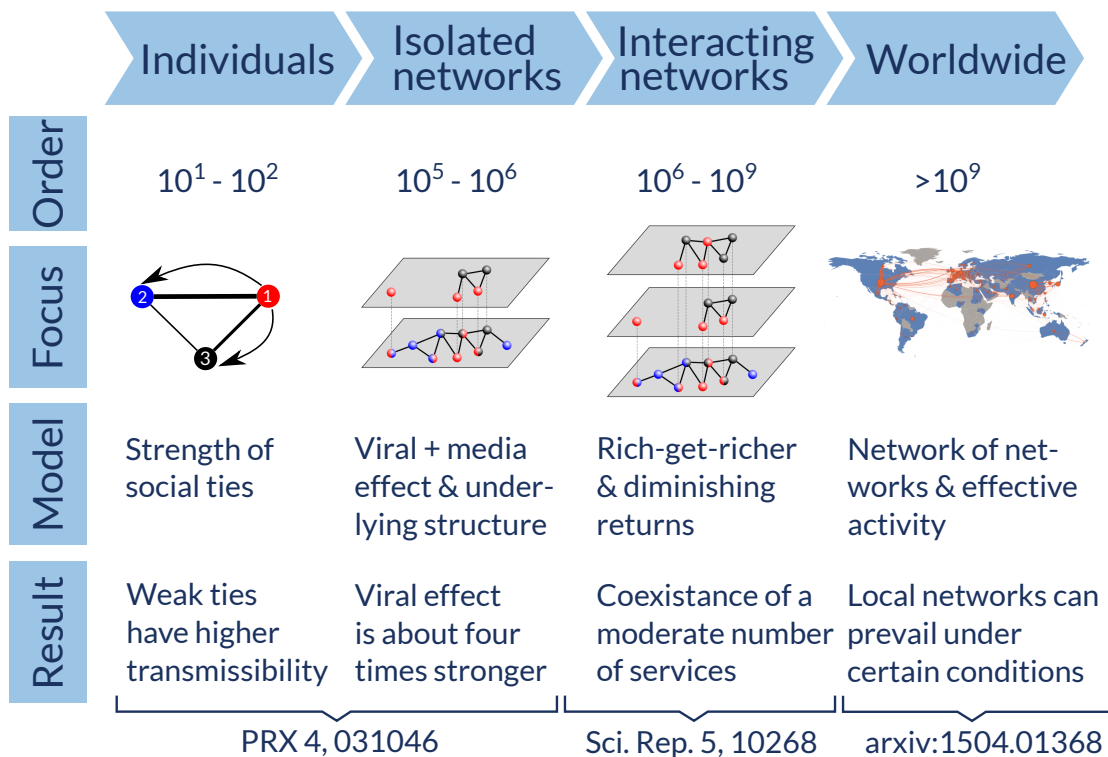 Individuals
Isolated
networks
Interacting
networks
Worldwide
Order
10¹ - 10²
10⁵ - 10⁶
10⁶ - 10⁹
>10⁹
Focus
2
1
3
Model
Strength of
social ties
Viral + media
effect & under-
lying structure
Rich-get-richer
& diminishing
returns
Network of net-
works & effective
activity
Result
Weak ties
have higher
transmissibility
Viral effect
is about four
times stronger
Coexistance of a
moderate number
of services
Local networks can
prevail under
certain conditions
PRX 4, 031046
Sci. Rep. 5, 10268
arxiv:1504.01368